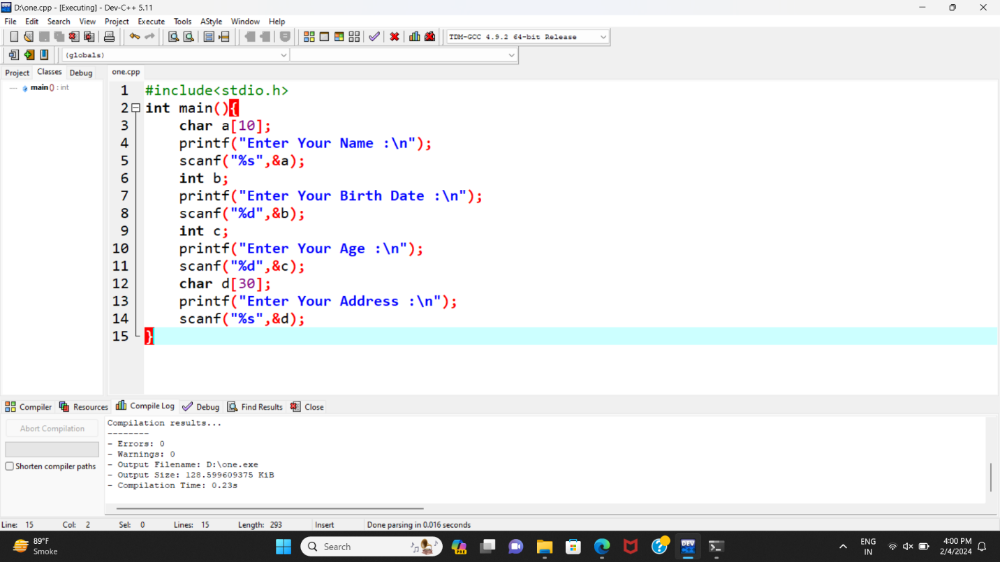 D:\one.cpp - [Executing] - Dev-C++ 5.11
File Edit Search View Project Execute Tools AStyle Window Help
TDM-GCC 4.9.2 64-bit Release
(globals)
Project Classes Debug one.cpp
main () : int
1 #include<stdio.h>
2 int main(){
3 char a[10];
4 printf("Enter Your Name :\n");
5 scanf("%s",&a);
6 int b;
7 printf("Enter Your Birth Date :\n");
8 scanf("%d",&b);
9 int c;
10 printf("Enter Your Age :\n");
11 scanf("%d",&c);
12 char d[30];
13 printf("Enter Your Address :\n");
14 scanf("%s",&d);
15 }
Compiler Resources Compile Log Debug Find Results Close
Abort Compilation
Shorten compiler paths
Compilation results...
--------
- Errors: 0
- Warnings: 0
- Output Filename: D:\one.exe
- Output Size: 128.599609375 KiB
- Compilation Time: 0.23s
Line: 15 Col: 2 Sel: 0 Lines: 15 Length: 293 Insert Done parsing in 0.016 seconds
89°F
Smoke
Search
PRE
DEV
ENG
IN
4:00 PM
2/4/2024